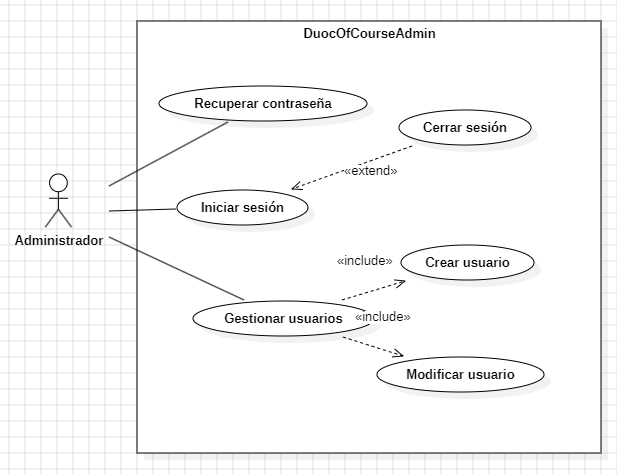 DuocOfCourseAdmin
Recuperar contraseña
Cerrar sesión
«extend»
Iniciar sesión
Administrador
«include»
Crear usuario
Gestionar usuarios
«include»
Modificar usuario